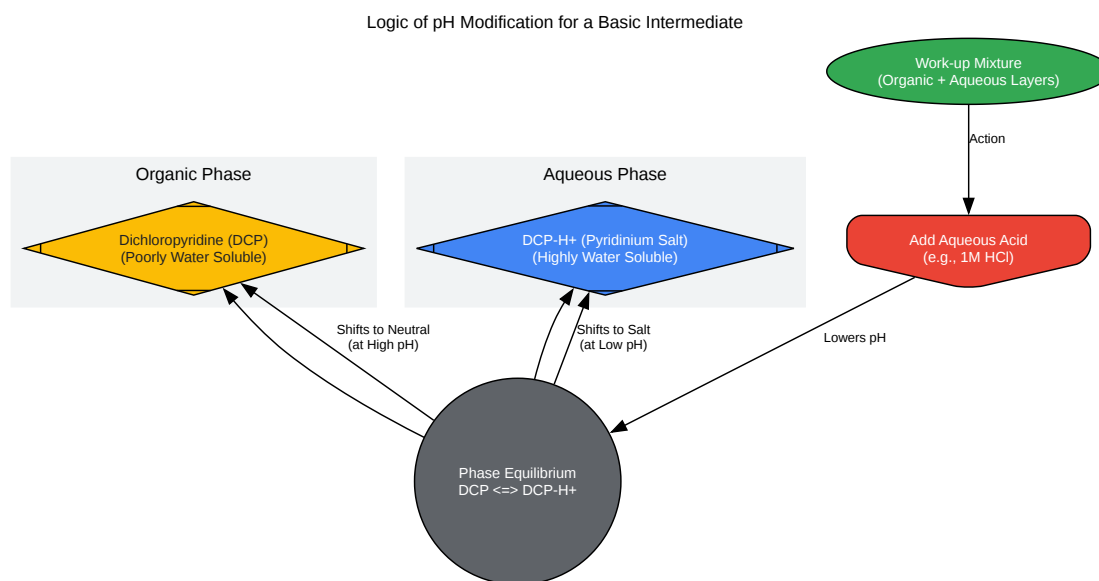 Logic of pH Modification for a Basic Intermediate
Work-up Mixture
(Organic + Aqueous Layers)
Action
Organic Phase
Aqueous Phase
Dichloropyridine (DCP)
(Poorly Water Soluble)
DCP-H+ (Pyridinium Salt)
(Highly Water Soluble)
Add Aqueous Acid
(e.g., 1M HCl)
Shifts to Neutral
(at High pH)
Shifts to Salt
(at Low pH)
Lowers pH
Phase Equilibrium
DCP <=> DCP-H+